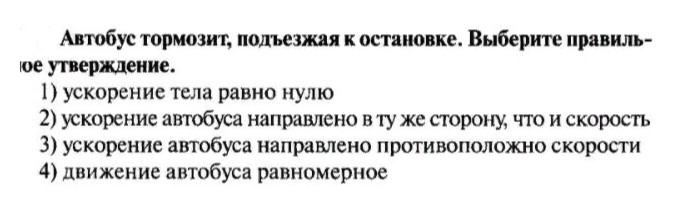 Автобус тормозит, подъезжая к остановке. Выберите правиль-
ое утверждение.
1) ускорение тела равно нулю
2) ускорение автобуса направлено в ту же сторону, что и скорость
3) ускорение автобуса направлено противоположно скорости
4) движение автобуса равномерное